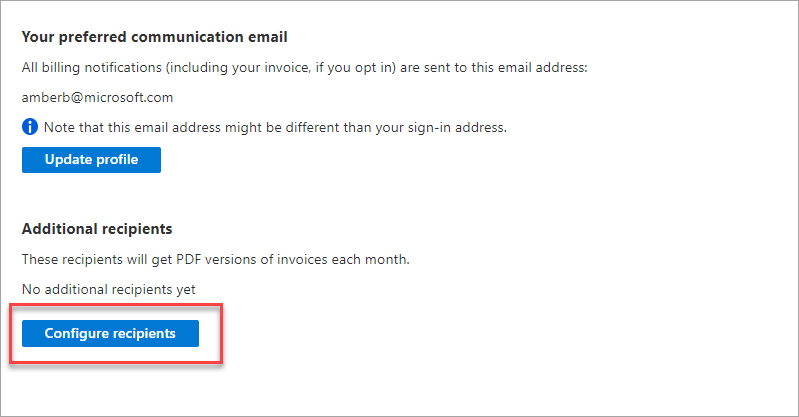 Your preferred communication email
All billing notifications (including your invoice, if you opt in) are sent to this email address:
amberb@microsoft.com
Note that this email address might be different than your sign-in address.
Update profile
Additional recipients
These recipients will get PDF versions of invoices each month.
No additional recipients yet
Configure recipients